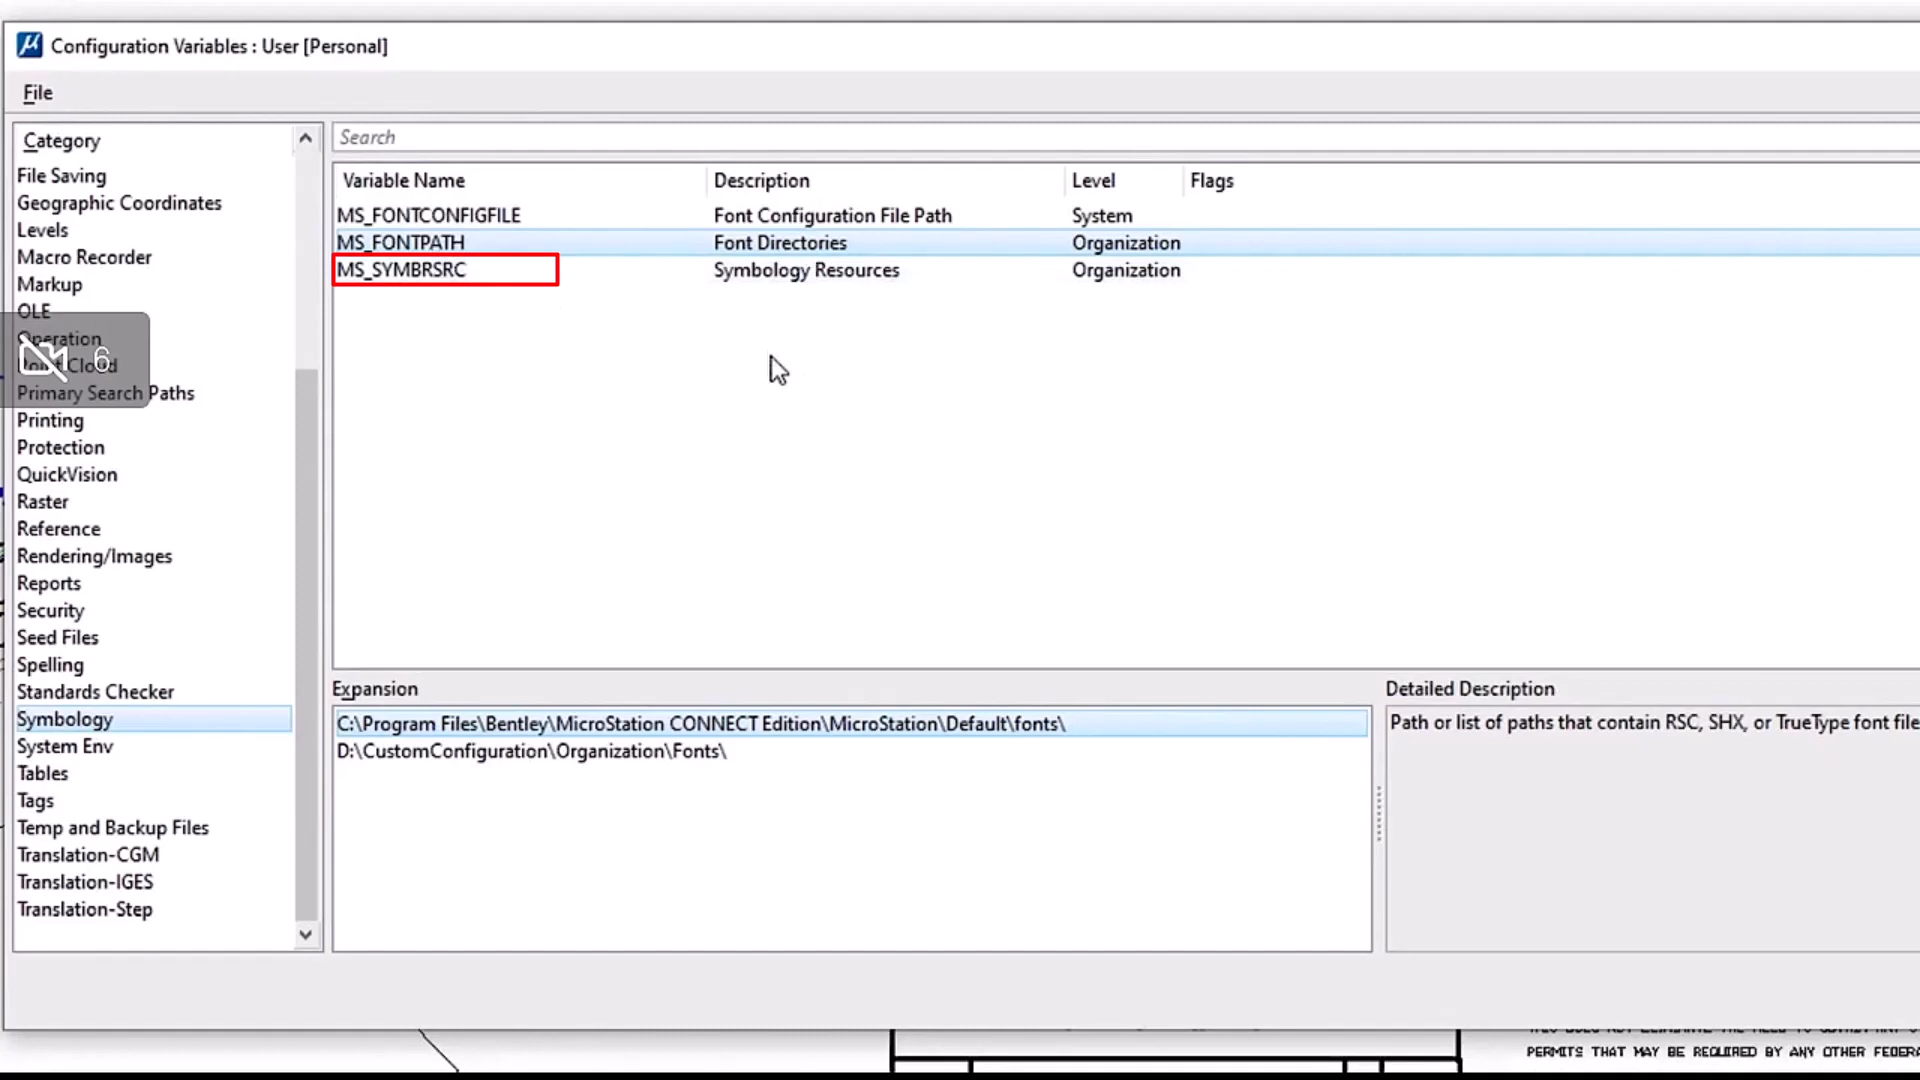 Configuration Variables : User [Personal]
File
Category
File Saving
Geographic Coordinates
Levels
Macro Recorder
Markup
OLE
Operation
Point Cloud
Primary Search Paths
Printing
Protection
QuickVision
Raster
Reference
Rendering/Images
Reports
Security
Seed Files
Spelling
Standards Checker
Symbology
System Env
Tables
Tags
Temp and Backup Files
Translation-CGM
Translation-IGES
Translation-Step
6
Search
Variable Name Description Level Flags
MS_FONTCONFIGFILE Font Configuration File Path System
MS_FONTPATH Font Directories Organization
MS_SYMBRSRC Symbology Resources Organization
Expansion
C:\Program Files\Bentley\MicroStation CONNECT Edition\MicroStation\Default\fonts\
D:\CustomConfiguration\Organization\Fonts\
Detailed Description
Path or list of paths that contain RSC, SHX, or TrueType font file
PERMITS THAT MAY BE REQUIRED BY ANY OTHER FEDERA